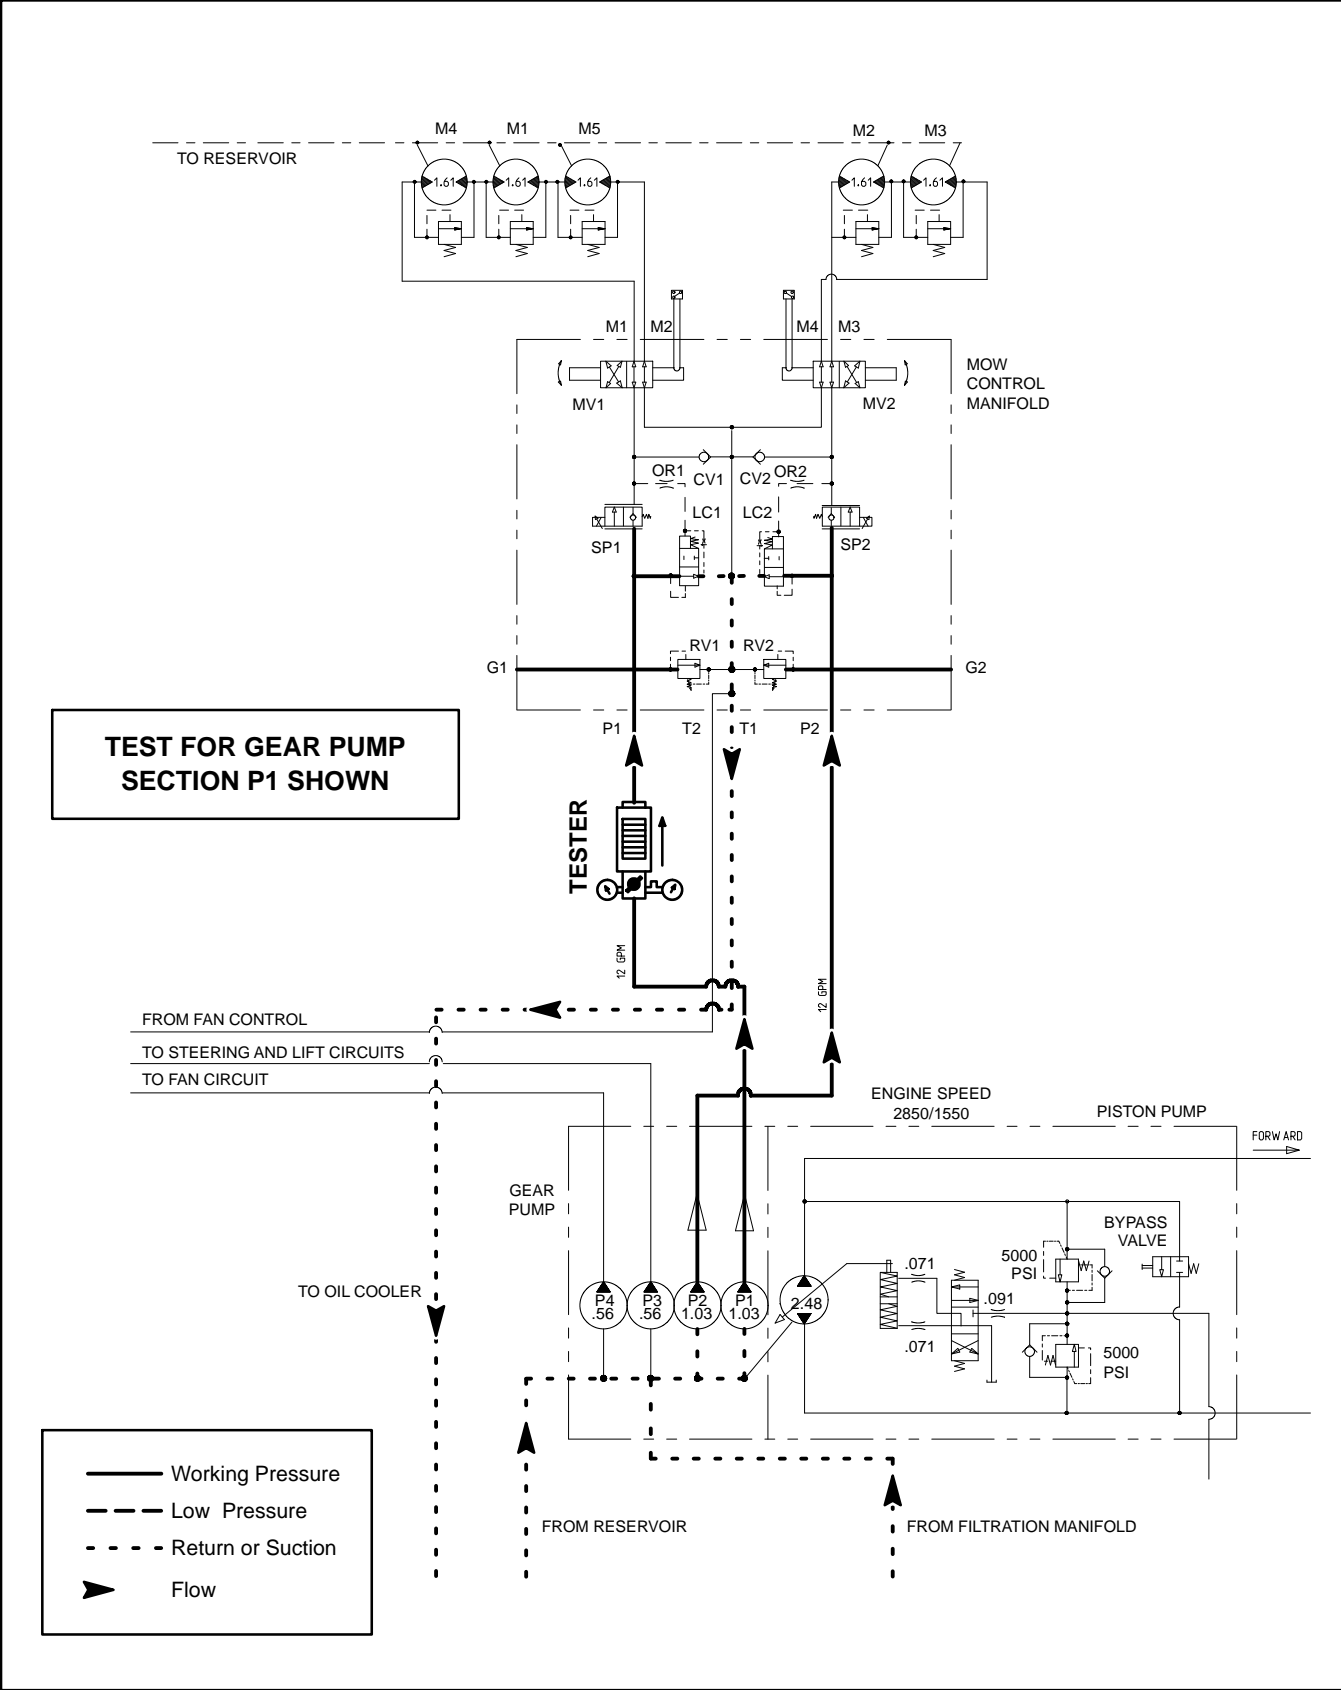 M4 M1 M5 M2 M3
TO RESERVOIR
1.61 1.61 1.61 1.61 1.61
M1 M2 M4 M3
MOW
CONTROL
MANIFOLD
MV1 MV2
OR1 CV1 CV2 OR2
LC1 LC2
SP1 SP2
RV1 RV2
G1 G2
P1 T2 T1 P2
TEST FOR GEAR PUMP
SECTION P1 SHOWN
TESTER
12 GPM
12 GPM
FROM FAN CONTROL
TO STEERING AND LIFT CIRCUITS
TO FAN CIRCUIT
ENGINE SPEED
2850/1550
PISTON PUMP
FORWARD
GEAR
PUMP
BYPASS
VALVE
5000
PSI
.071
.091
TO OIL COOLER
P4 P3 P2 P1
.56 .56 1.03 1.03
2.48
.071
5000
PSI
Working Pressure
Low Pressure
Return or Suction
Flow
FROM RESERVOIR
FROM FILTRATION MANIFOLD